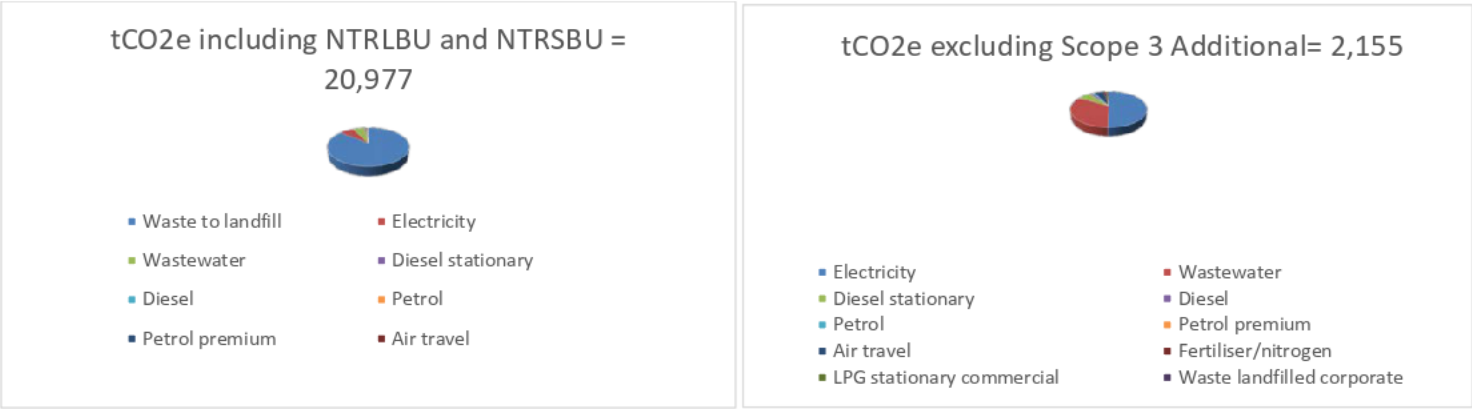 tCO2e including NTRLBU and NTRSBU =
20,977
Waste to landfill
Electricity
Wastewater
Diesel stationary
Diesel
Petrol
Petrol premium
Air travel
tCO2e excluding Scope 3 Additional= 2,155
Electricity
Wastewater
Diesel stationary
Diesel
Petrol
Petrol premium
Air travel
Fertiliser/nitrogen
LPG stationary commercial
Waste landfilled corporate